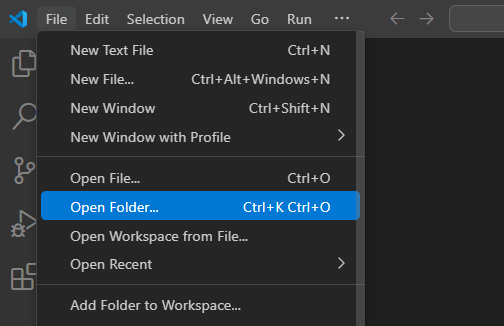 File Edit Selection View Go Run ...
New Text File Ctrl+N
New File... Ctrl+Alt+Windows+N
New Window Ctrl+Shift+N
New Window with Profile
Open File... Ctrl+O
Open Folder... Ctrl+K Ctrl+O
Open Workspace from File...
Open Recent
Add Folder to Workspace...